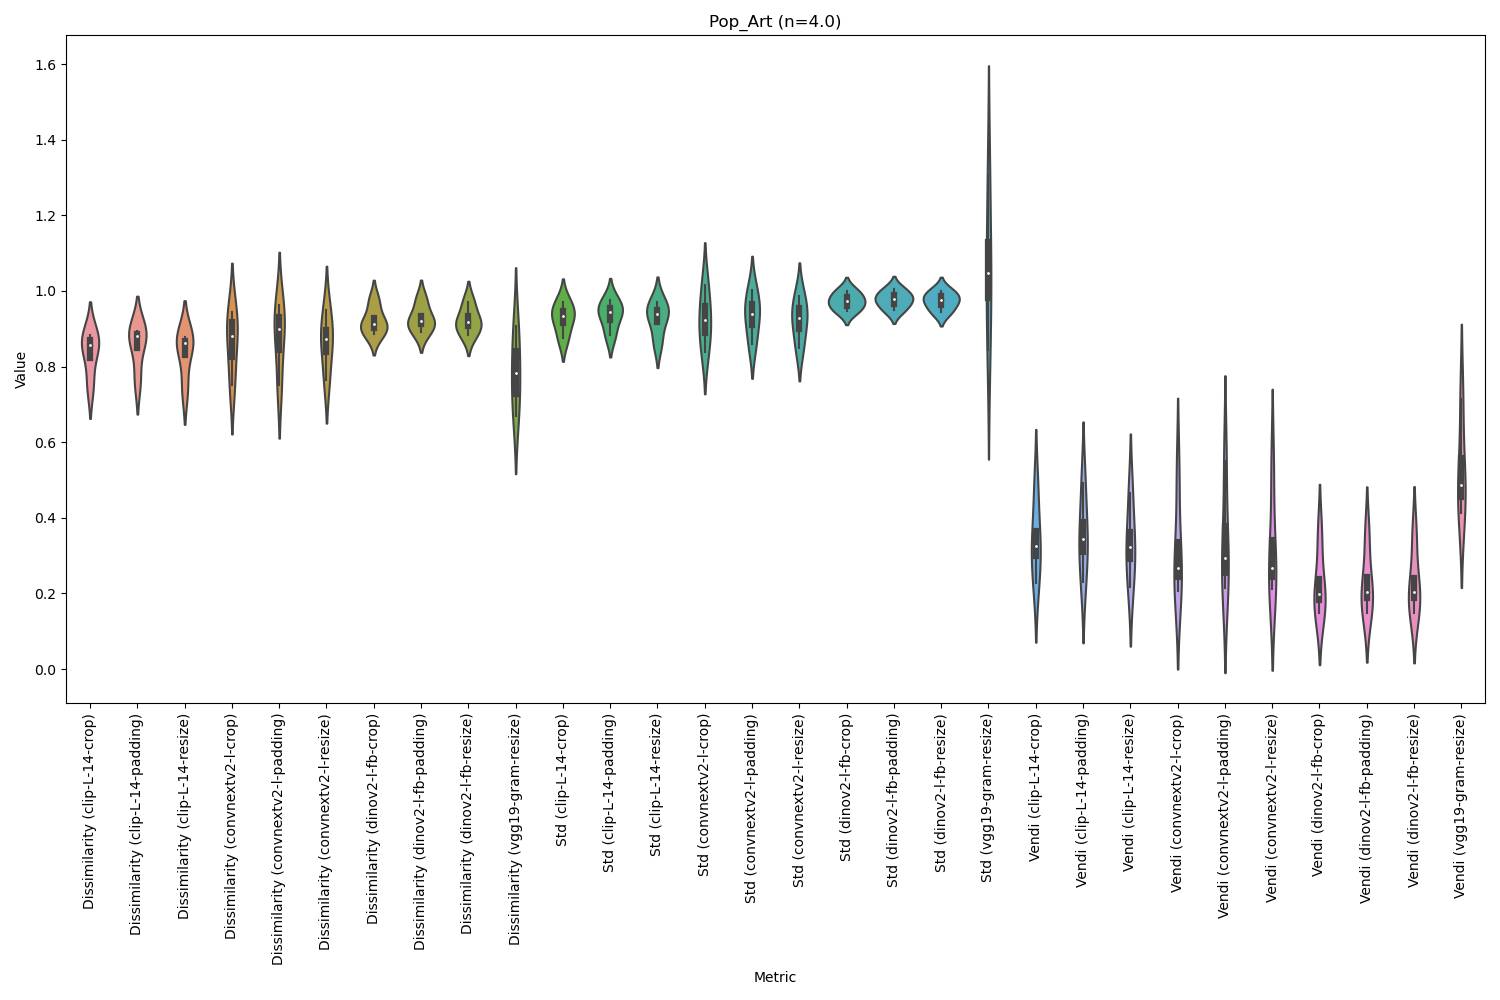 Pop_Art (n=4.0)
Value
1.6
1.4
1.2
1.0
0.8
0.6
0.4
0.2
0.0
Dissimilarity (clip-L-14-crop)
Dissimilarity (clip-L-14-padding)
Dissimilarity (clip-L-14-resize)
Dissimilarity (convnextv2-l-crop)
Dissimilarity (convnextv2-l-padding)
Dissimilarity (convnextv2-l-resize)
Dissimilarity (dinov2-l-fb-crop)
Dissimilarity (dinov2-l-fb-padding)
Dissimilarity (dinov2-l-fb-resize)
Dissimilarity (vgg19-gram-resize)
Std (clip-L-14-crop)
Std (clip-L-14-padding)
Std (clip-L-14-resize)
Std (convnextv2-l-crop)
Std (convnextv2-l-padding)
Std (convnextv2-l-resize)
Std (dinov2-l-fb-crop)
Std (dinov2-l-fb-padding)
Std (dinov2-l-fb-resize)
Std (vgg19-gram-resize)
Vendi (clip-L-14-crop)
Vendi (clip-L-14-padding)
Vendi (clip-L-14-resize)
Vendi (convnextv2-l-crop)
Vendi (convnextv2-l-padding)
Vendi (convnextv2-l-resize)
Vendi (dinov2-l-fb-crop)
Vendi (dinov2-l-fb-padding)
Vendi (dinov2-l-fb-resize)
Vendi (vgg19-gram-resize)
Metric